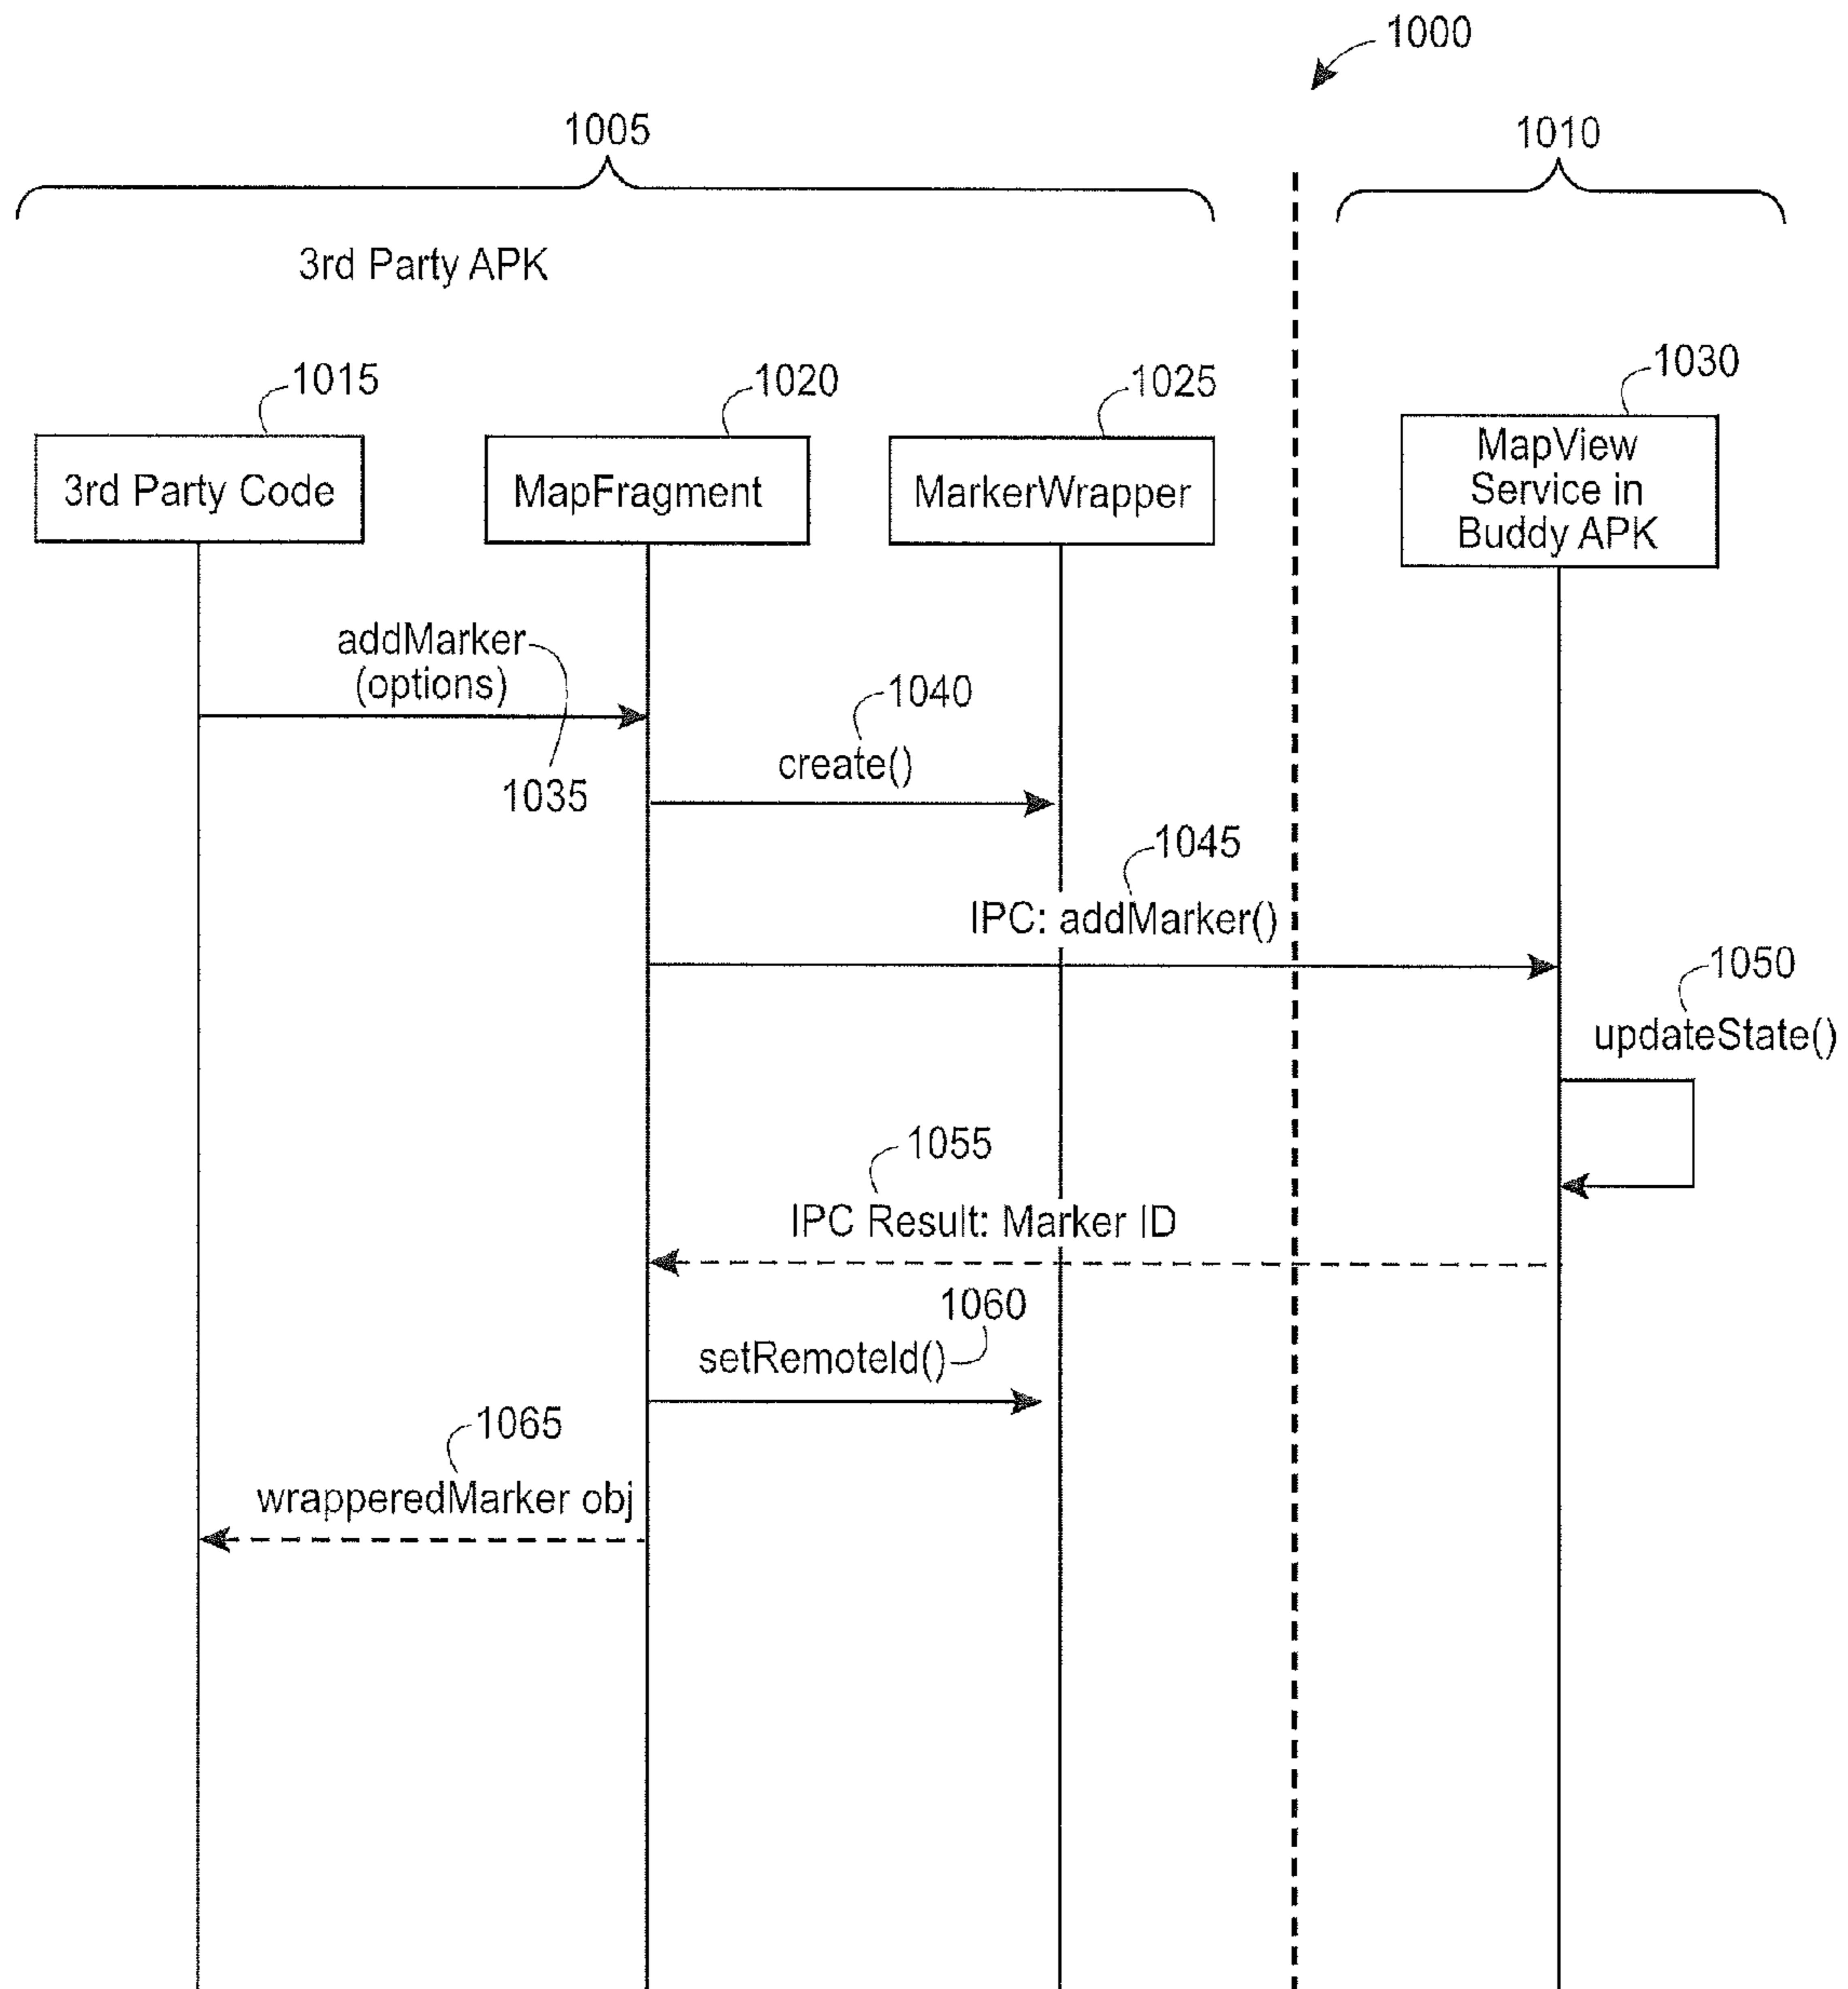 1000
1005
1010
3rd Party APK
1015
1020
1025
1030
3rd Party Code
MapFragment
MarkerWrapper
MapView
Service in
Buddy APK
addMarker
(options)
1035
1040
create()
1045
IPC: addMarker()
1050
updateState()
1055
IPC Result: Marker ID
1060
setRemoteId()
1065
wrapperedMarker obj